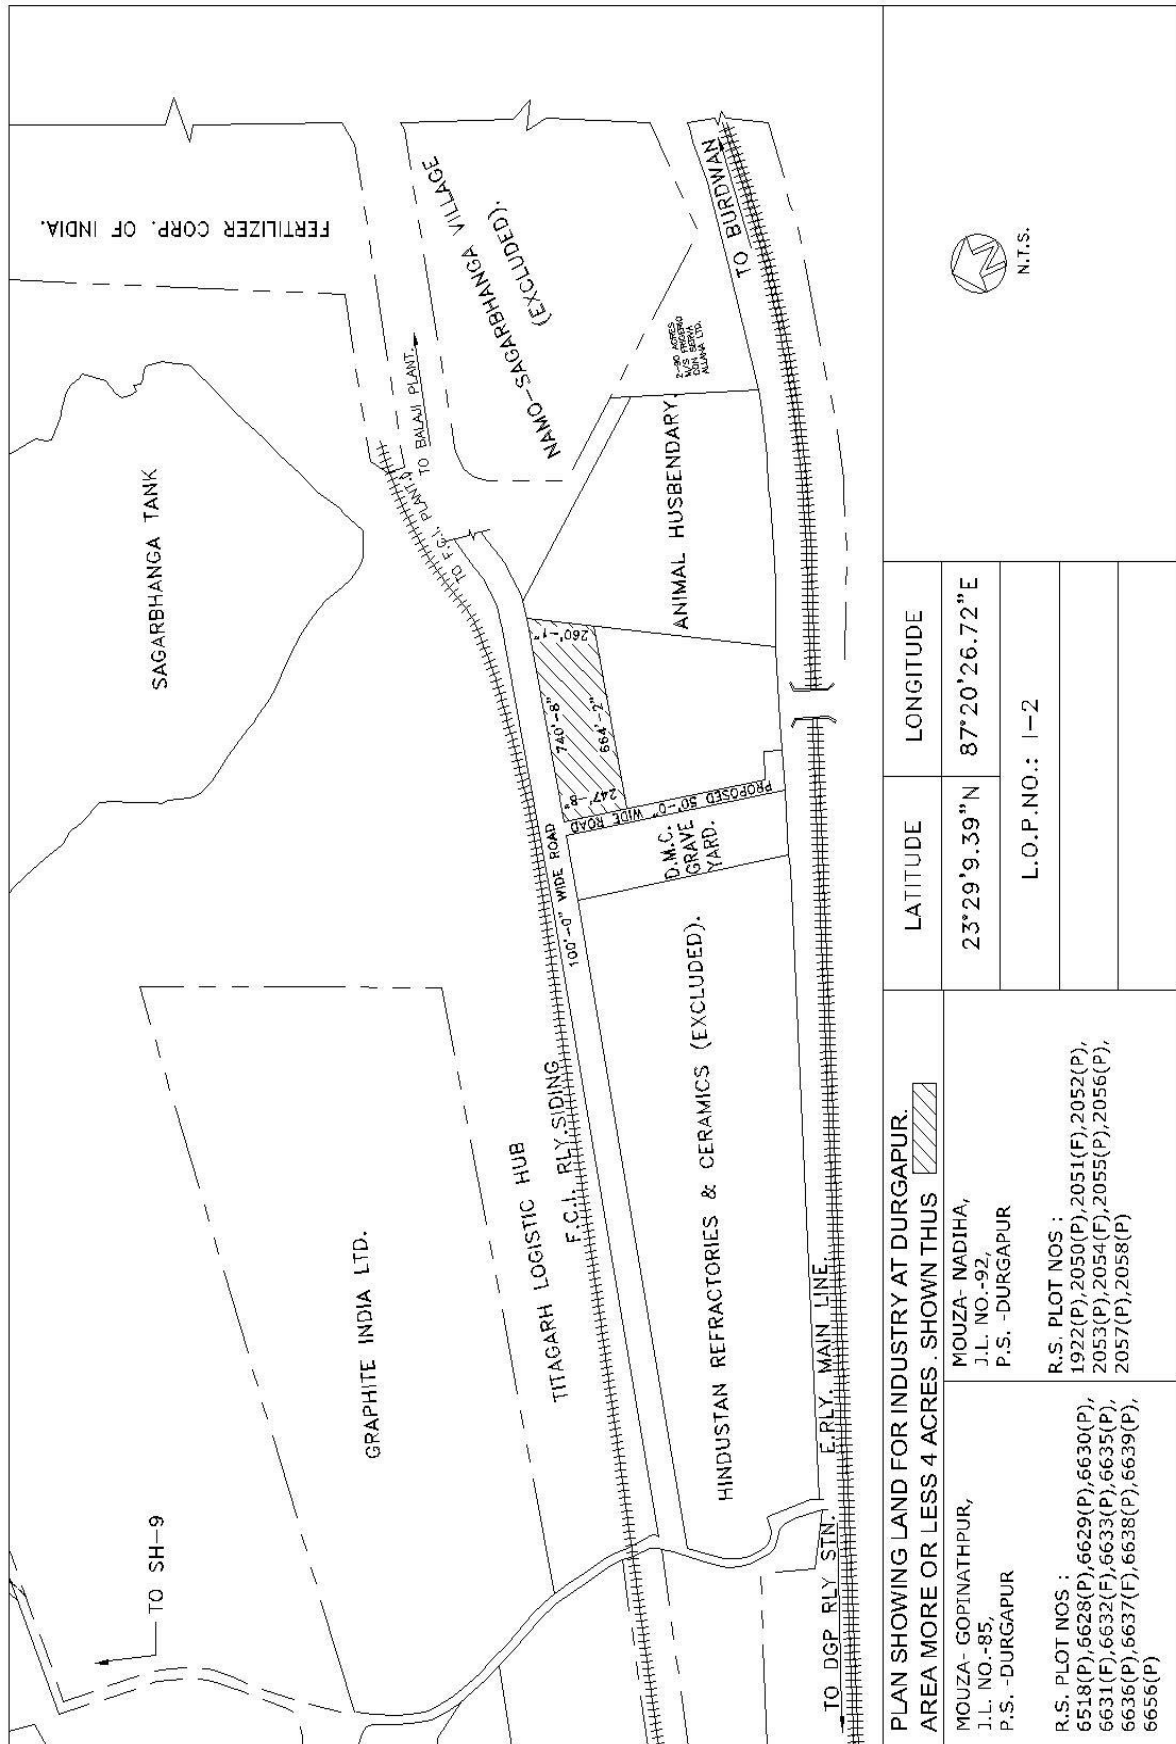 FERTILIZER CORP. OF INDIA.
SAGARBHANGA TANK
NAMO-SAGARBHANGA VILLAGE
(EXCLUDED).
TO BALAJI PLANT.
TO F.C.I. PLANT.
TO BURDWAN
ANIMAL HUSBENDARY.
2-90 ACRES
740'-8"
260'-1"
664'-2"
247'-8"
PROPOSED 50'-0" WIDE ROAD
D.M.C.
GRAVE
YARD.
100'-0" WIDE ROAD
GRAPHITE INDIA LTD.
TITAGARH LOGISTIC HUB
F.C.I. RLY.SIDING
HINDUSTAN REFRACTORIES & CERAMICS (EXCLUDED).
TO SH-9
E.RLY. MAIN LINE.
TO DGP RLY STN.
N
N.T.S.
PLAN SHOWING LAND FOR INDUSTRY AT DURGAPUR.
AREA MORE OR LESS 4 ACRES. SHOWN THUS
MOUZA- GOPINATHPUR,
J.L. NO.-85,
P.S. -DURGAPUR
R.S. PLOT NOS :
6518(P),6628(P),6629(P),6630(P),
6631(F),6632(F),6633(P),6635(P),
6636(P),6637(F),6638(P),6639(P),
6656(P)
MOUZA- NADIHA,
J.L. NO.-92,
P.S. -DURGAPUR
R.S. PLOT NOS :
1922(P),2050(P),2051(F),2052(P),
2053(P),2054(F),2055(P),2056(P),
2057(P),2058(P)
LATITUDE LONGITUDE
23°29'9.39"N 87°20'26.72"E
L.O.P.NO.: I-2